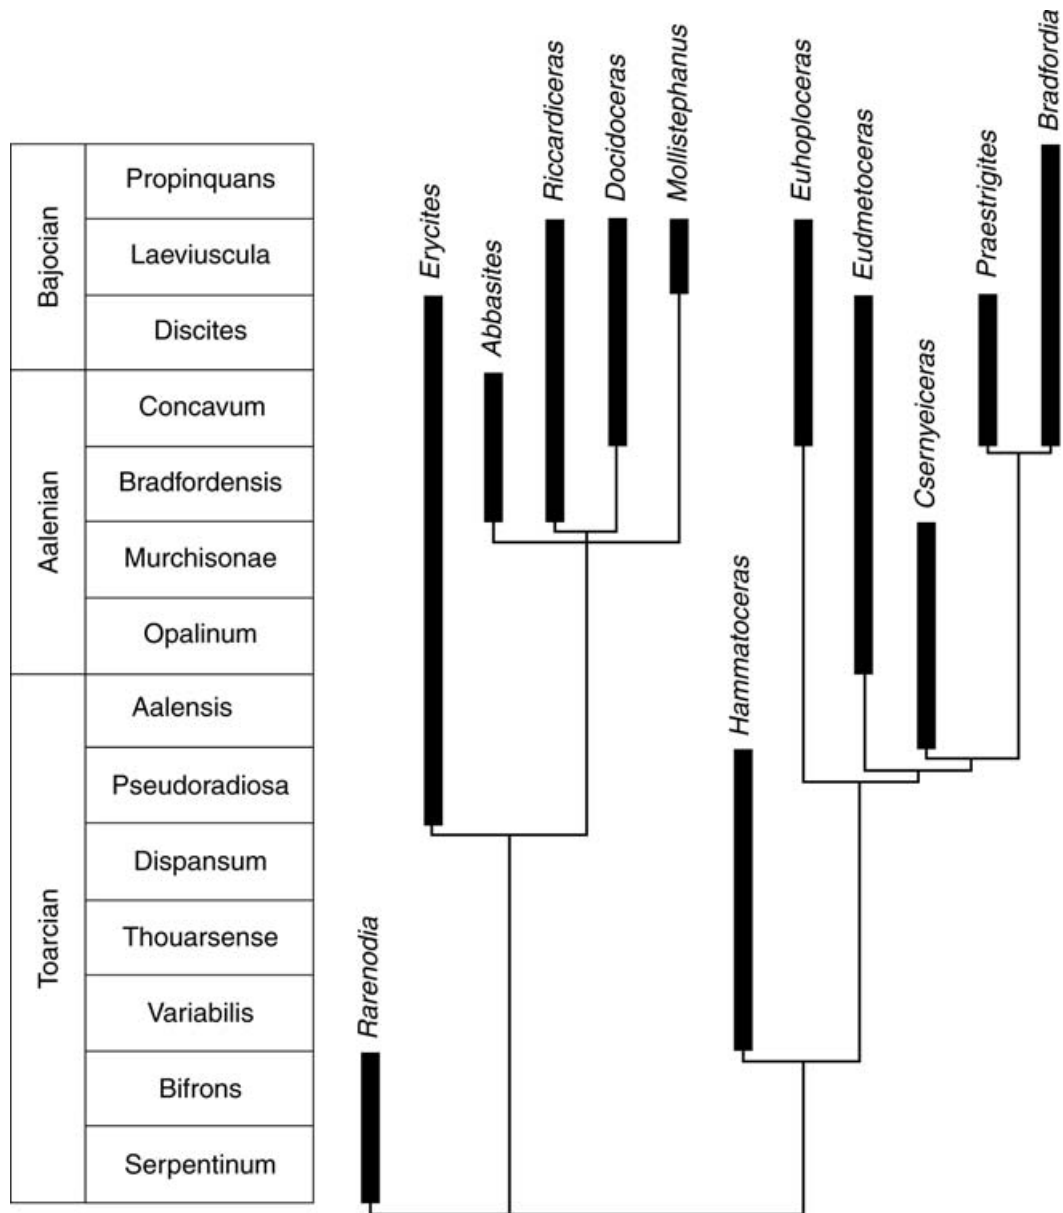 Bajocian
Aalenian
Toarcian
Propinquans
Laeviuscula
Discites
Concavum
Bradfordensis
Murchisonae
Opalinum
Aalensis
Pseudoradiosa
Dispansum
Thouarsense
Variabilis
Bifrons
Serpentinum
Rarenodia
Erycites
Abbasites
Riccardiceras
Docidoceras
Mollistephanus
Hammatoceras
Euhoploceras
Eudmetoceras
Csernyeiceras
Praestrigites
Bradfordia